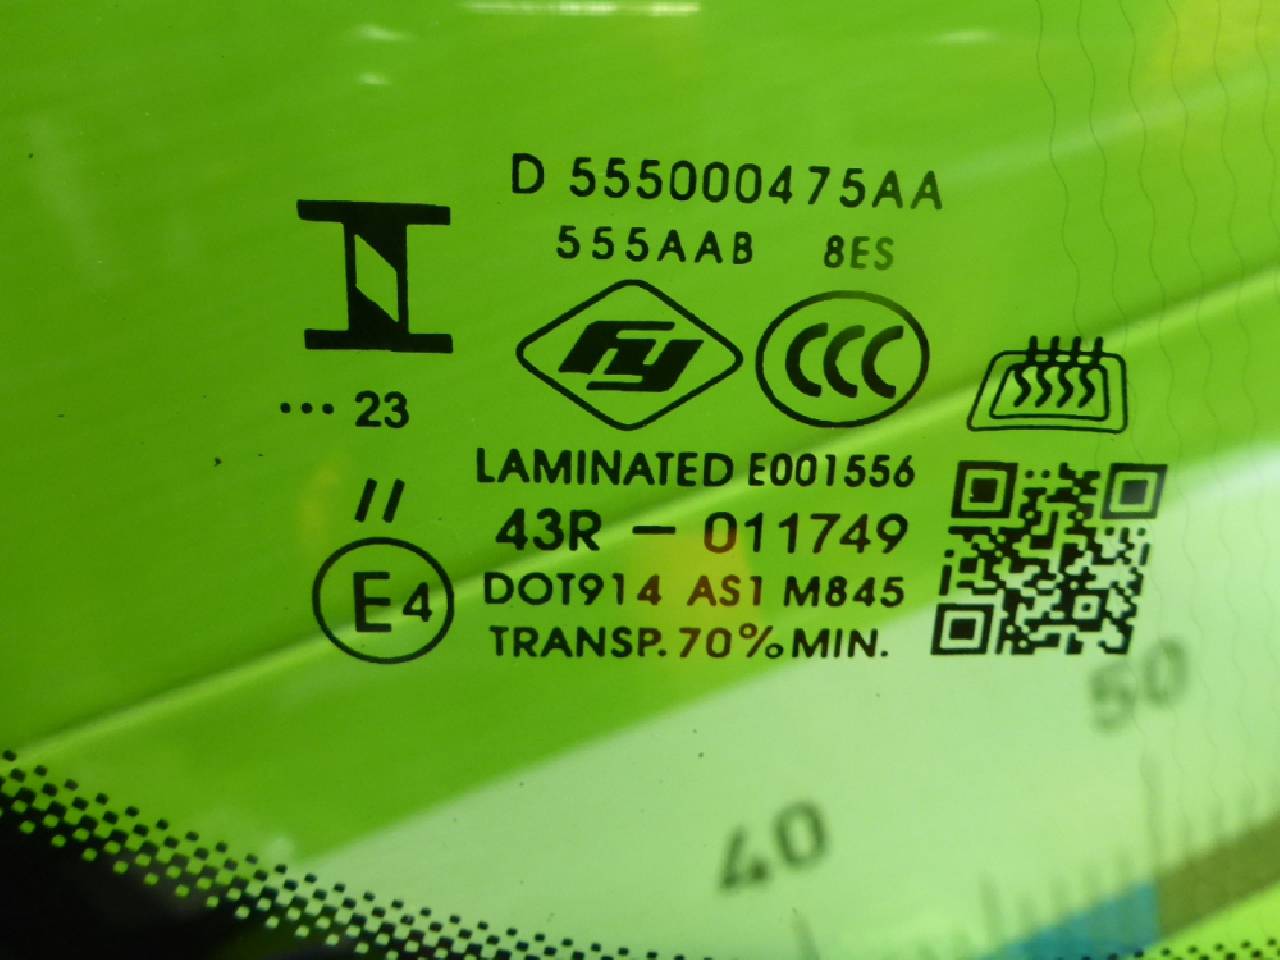 D 555000475AA
555AAB 8ES
fy CCC
••• 23
LAMINATED E001556
//
43R – 011749
E4
DOT914 AS1 M845
TRANSP. 70% MIN.
50
40